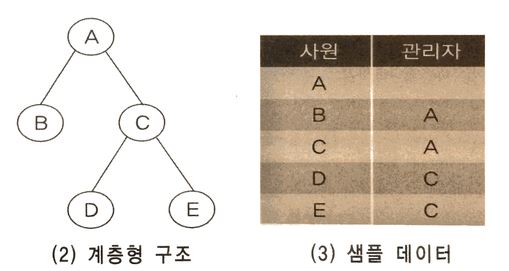 A
B C
D E
(2) 계층형 구조
사원 관리자
A
B A
C A
D C
E C
(3) 샘플 데이터